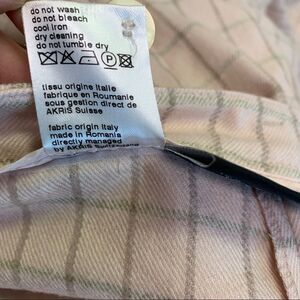 do not wash
do not bleach
cool iron
dry cleaning
do not tumble dry
P
tissu origine Italie
fabrique en Roumanie
sous gestion direct de
AKRIS Suisse
fabric origin Italy
made in Romania
directly managed
by AKRIS Switzerland